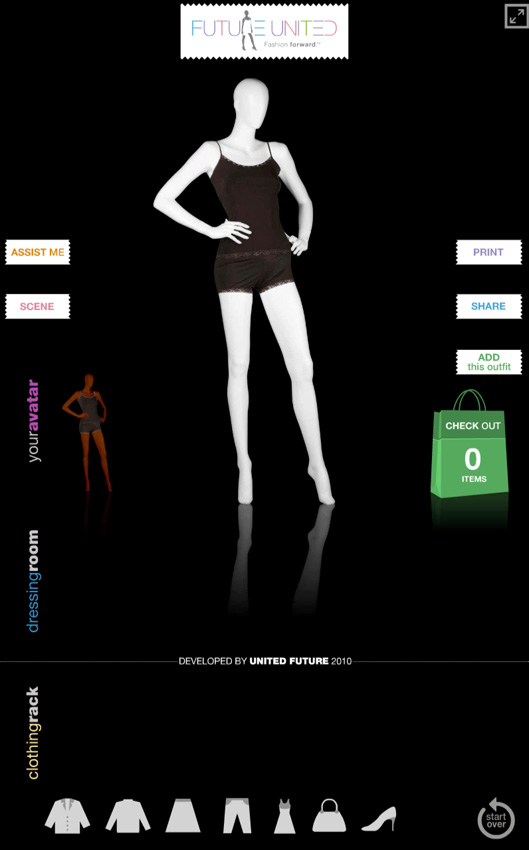 FUTURE UNITED
Fashion forward.™
ASSIST ME
PRINT
SCENE
SHARE
ADD
this outfit
CHECK OUT
0
ITEMS
youravatar
dressingroom
DEVELOPED BY UNITED FUTURE 2010
clothingrack
start
over